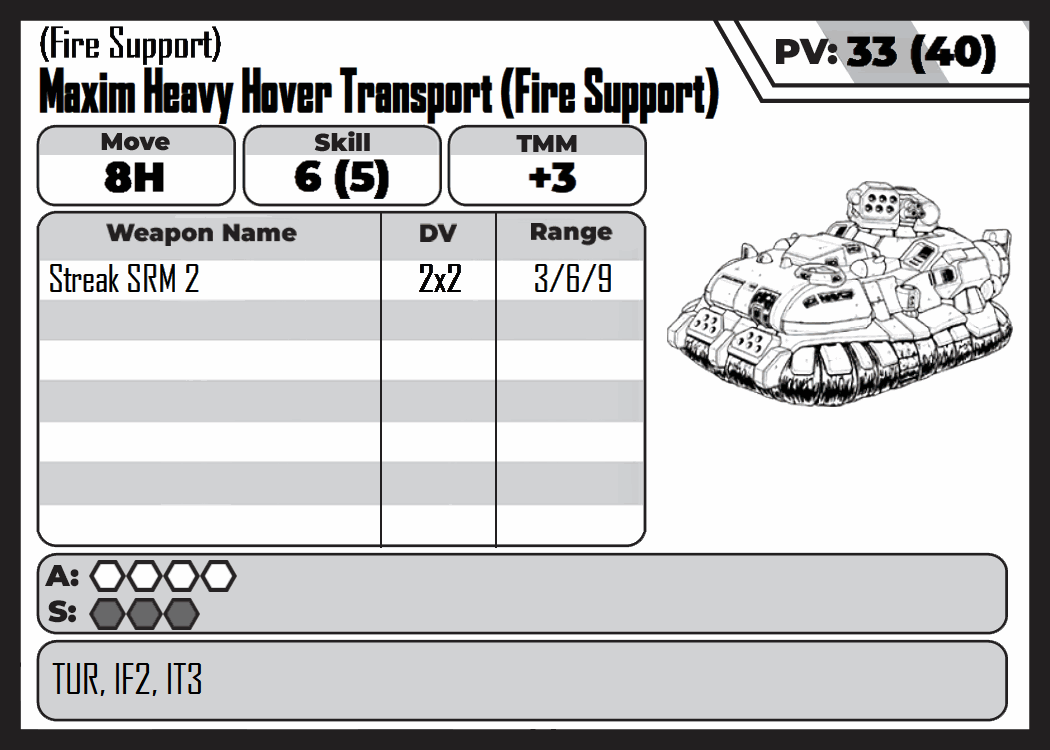 (Fire Support)
PV: 33 (40)
Maxim Heavy Hover Transport (Fire Support)
Move Skill TMM
8H 6 (5) +3
Weapon Name DV Range
Streak SRM 2 2x2 3/6/9
A:
S:
TUR, IF2, IT3